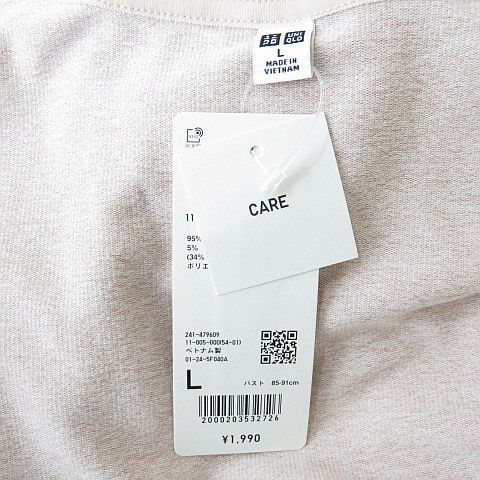 ユニ
クロ
UNI
QLO
L
MADE IN
VIETNAM
CARE
11
95%
5%
(34%
ポリエ
241-479609
11-005-000(54-01)
ベトナム製
01-24-5F040A
L
バスト 85-91cm
2000203532726
¥1,990